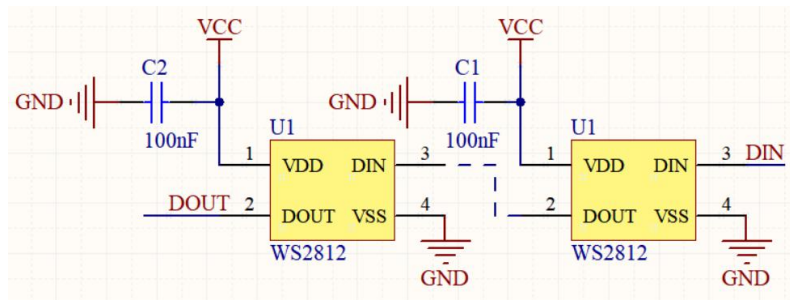 VCC
VCC
C2
C1
GND
GND
100nF
100nF
U1
U1
1
VDD
DIN
3
1
VDD
DIN
3
DIN
DOUT
2
DOUT
VSS
4
2
DOUT
VSS
4
WS2812
WS2812
GND
GND